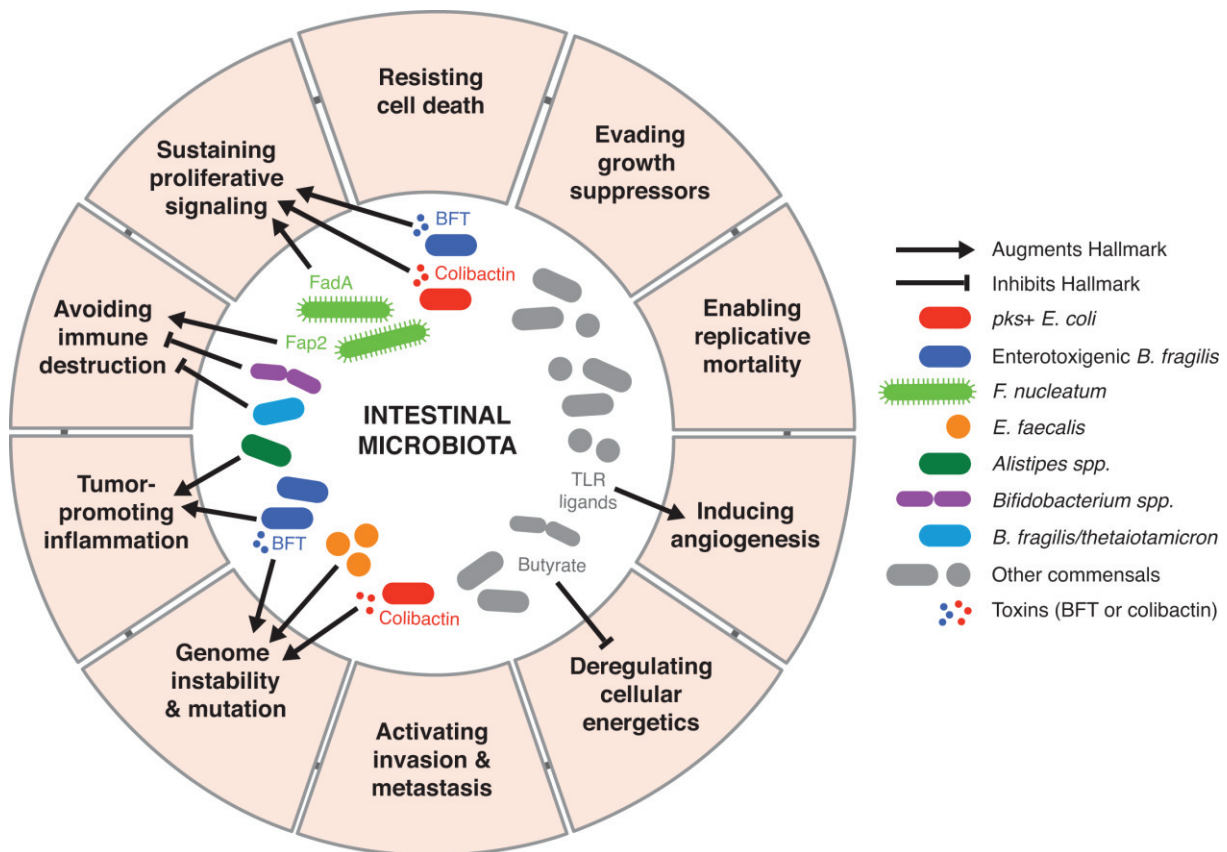 Resisting
cell death
Evading
growth
suppressors
Enabling
replicative
mortality
Inducing
angiogenesis
Deregulating
cellular
energetics
Activating
invasion &
metastasis
Genome
instability
& mutation
Tumor-
promoting
inflammation
Avoiding
immune
destruction
Sustaining
proliferative
signaling
BFT
Colibactin
FadA
Fap2
INTESTINAL
MICROBIOTA
TLR
ligands
Butyrate
BFT
Colibactin
Augments Hallmark
Inhibits Hallmark
pks+ E. coli
Enterotoxigenic B. fragilis
F. nucleatum
E. faecalis
Alistipes spp.
Bifidobacterium spp.
B. fragilis/thetaiotamicron
Other commensals
Toxins (BFT or colibactin)